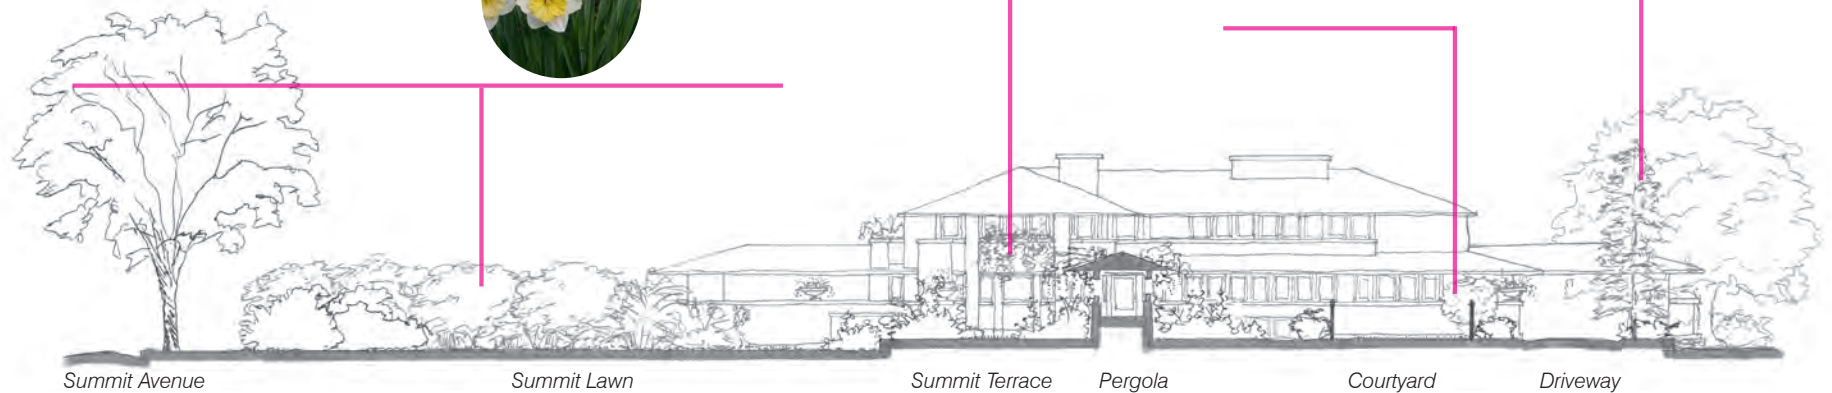 Summit Avenue
Summit Lawn
Summit Terrace
Pergola
Courtyard
Driveway